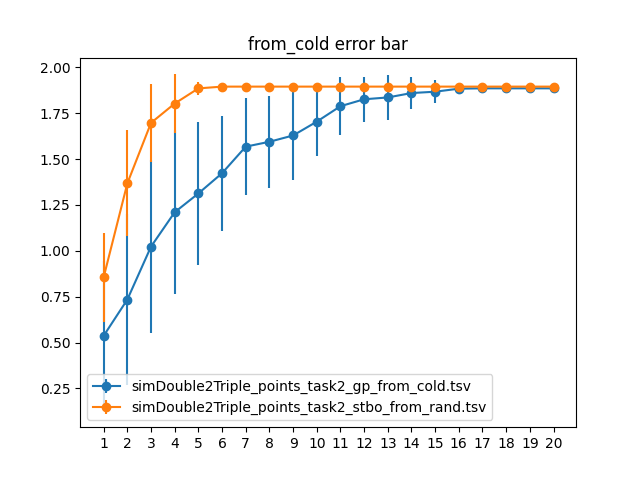 from_cold error bar
2.00
1.75
1.50
1.25
1.00
0.75
0.50
0.25
simDouble2Triple_points_task2_gp_from_cold.tsv
simDouble2Triple_points_task2_stbo_from_rand.tsv
1 2 3 4 5 6 7 8 9 10 11 12 13 14 15 16 17 18 19 20